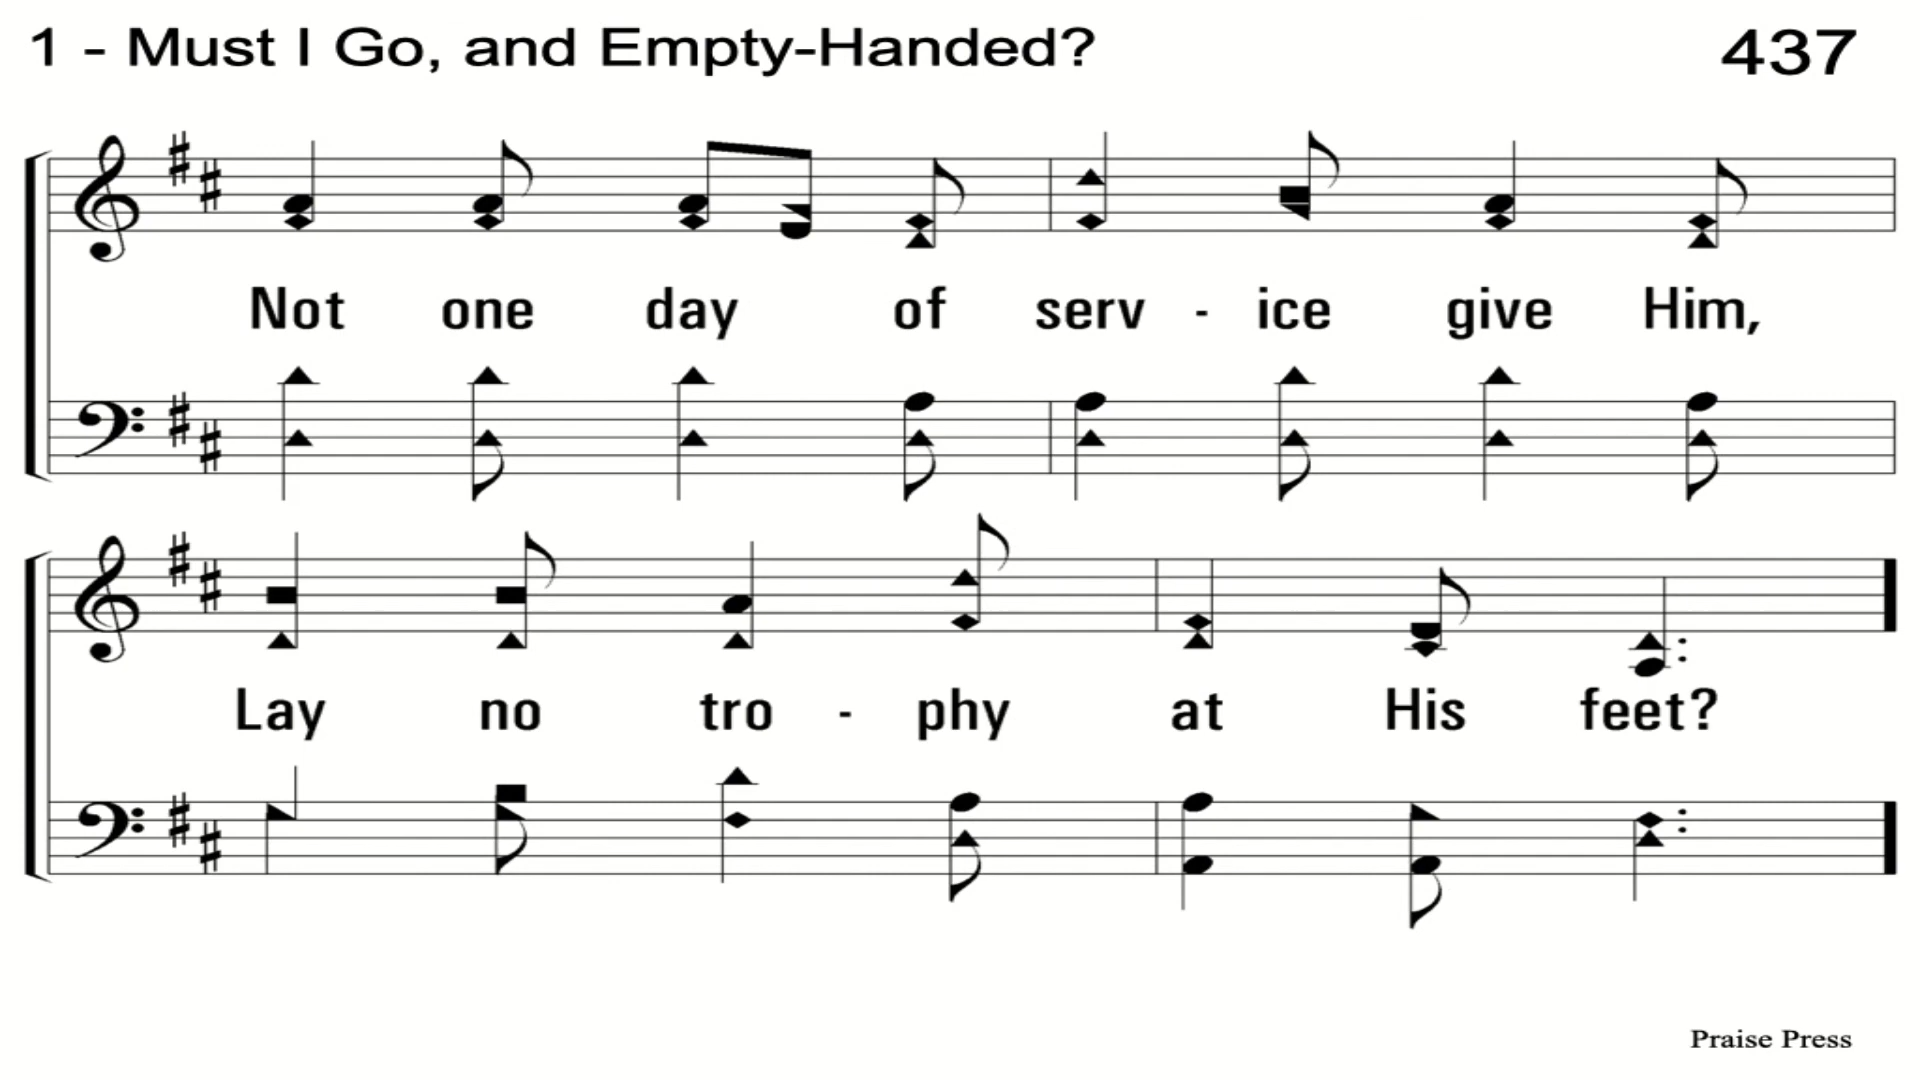 1 - Must I Go, and Empty-Handed? 437
Not one day of serv - ice give Him,
Lay no tro - phy at His feet?
Praise Press